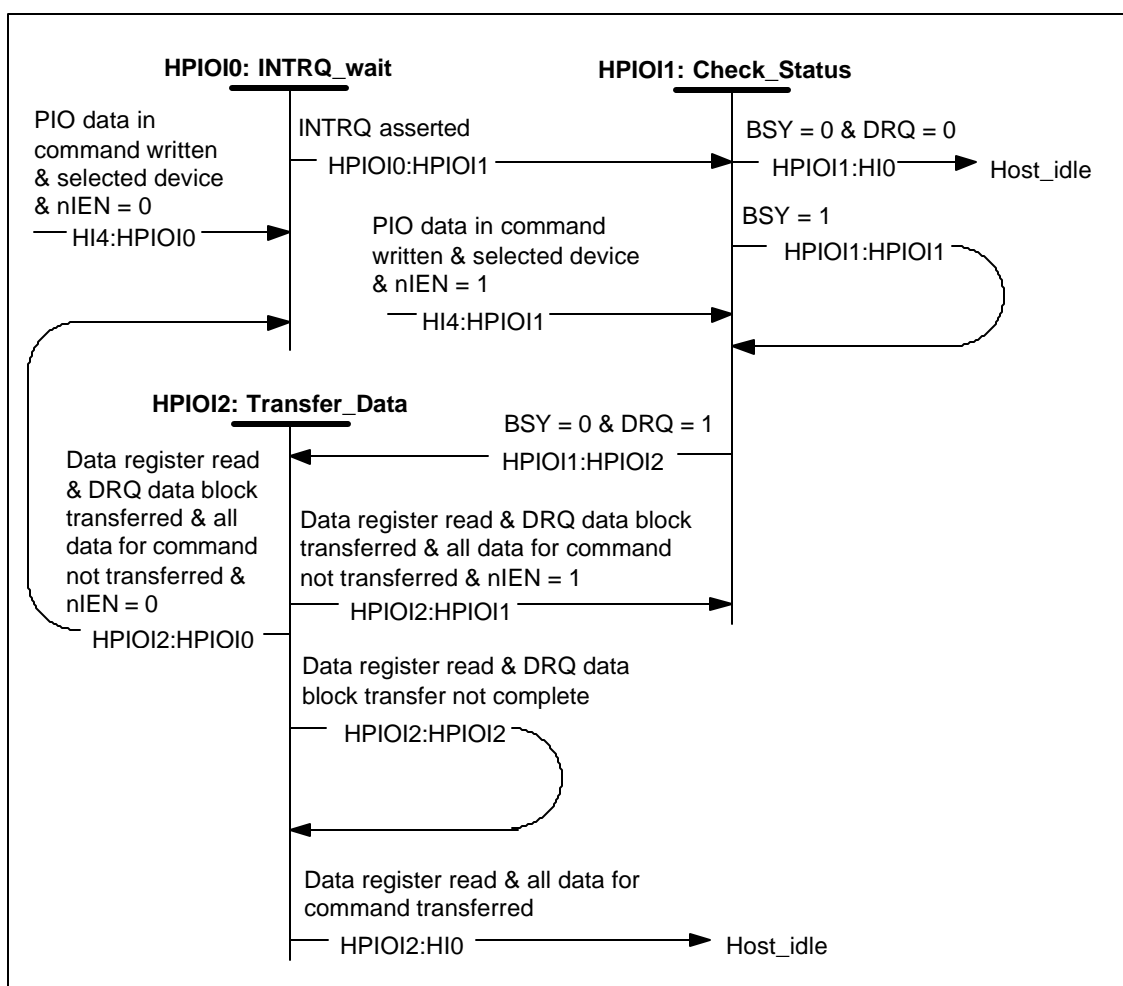 HPIOI0: INTRQ_wait
HPIOI1: Check_Status
PIO data in
command written
& selected device
& nIEN = 0
HI4:HPIOI0
INTRQ asserted
HPIOI0:HPIOI1
BSY = 0 & DRQ = 0
HPIOI1:HI0
Host_idle
PIO data in command
written & selected device
& nIEN = 1
HI4:HPIOI1
BSY = 1
HPIOI1:HPIOI1
HPIOI2: Transfer_Data
BSY = 0 & DRQ = 1
HPIOI1:HPIOI2
Data register read
& DRQ data block
transferred & all
data for command
not transferred &
nIEN = 0
HPIOI2:HPIOI0
Data register read & DRQ data block
transferred & all data for command
not transferred & nIEN = 1
HPIOI2:HPIOI1
Data register read & DRQ data
block transfer not complete
HPIOI2:HPIOI2
Data register read & all data for
command transferred
HPIOI2:HI0
Host_idle